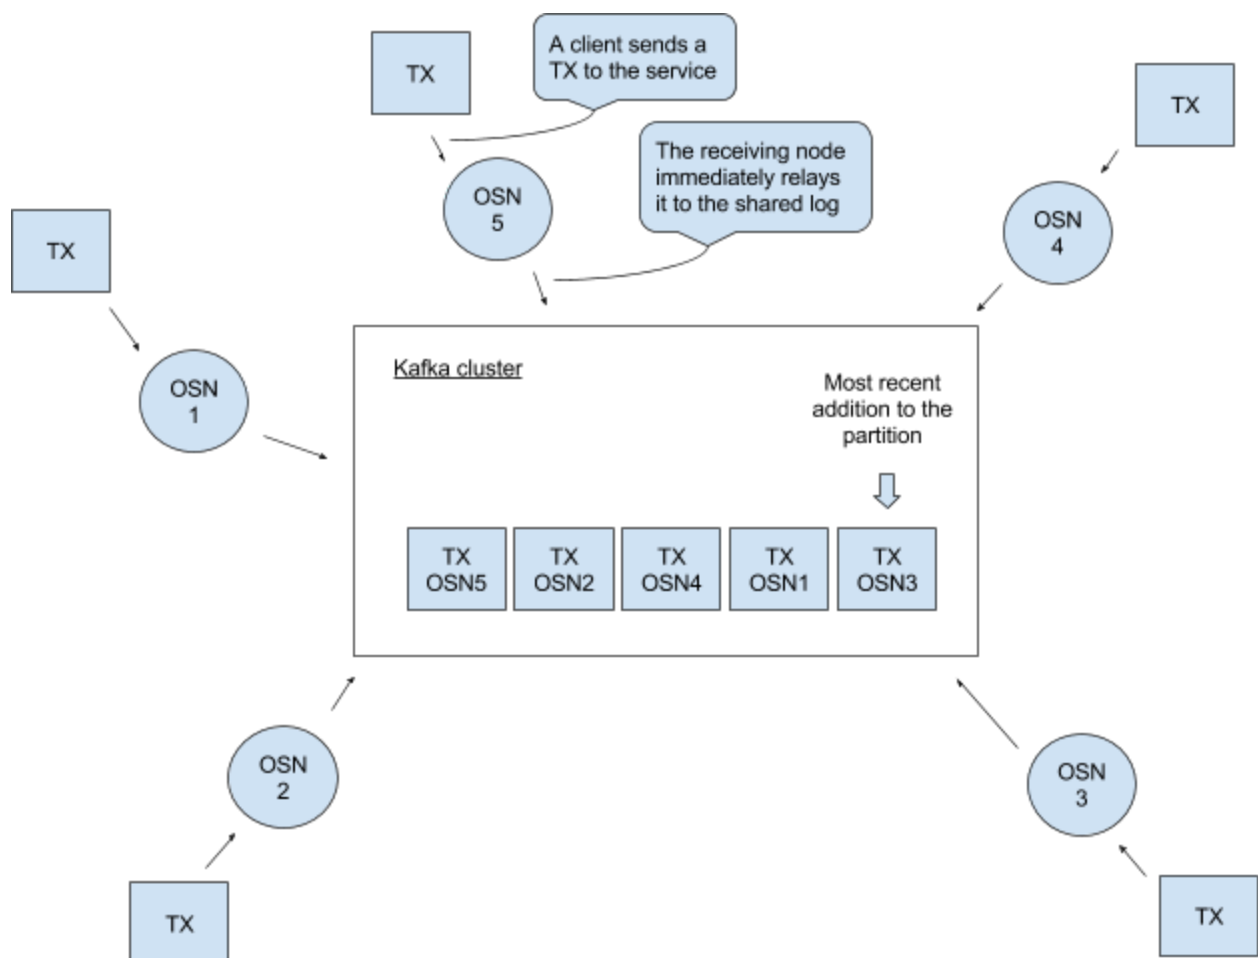 TX
A client sends a
TX to the service
TX
The receiving node
immediately relays
it to the shared log
OSN
5
OSN
4
TX
OSN
1
Kafka cluster
Most recent
addition to the
partition
TX
OSN5
TX
OSN2
TX
OSN4
TX
OSN1
TX
OSN3
OSN
2
OSN
3
TX
TX